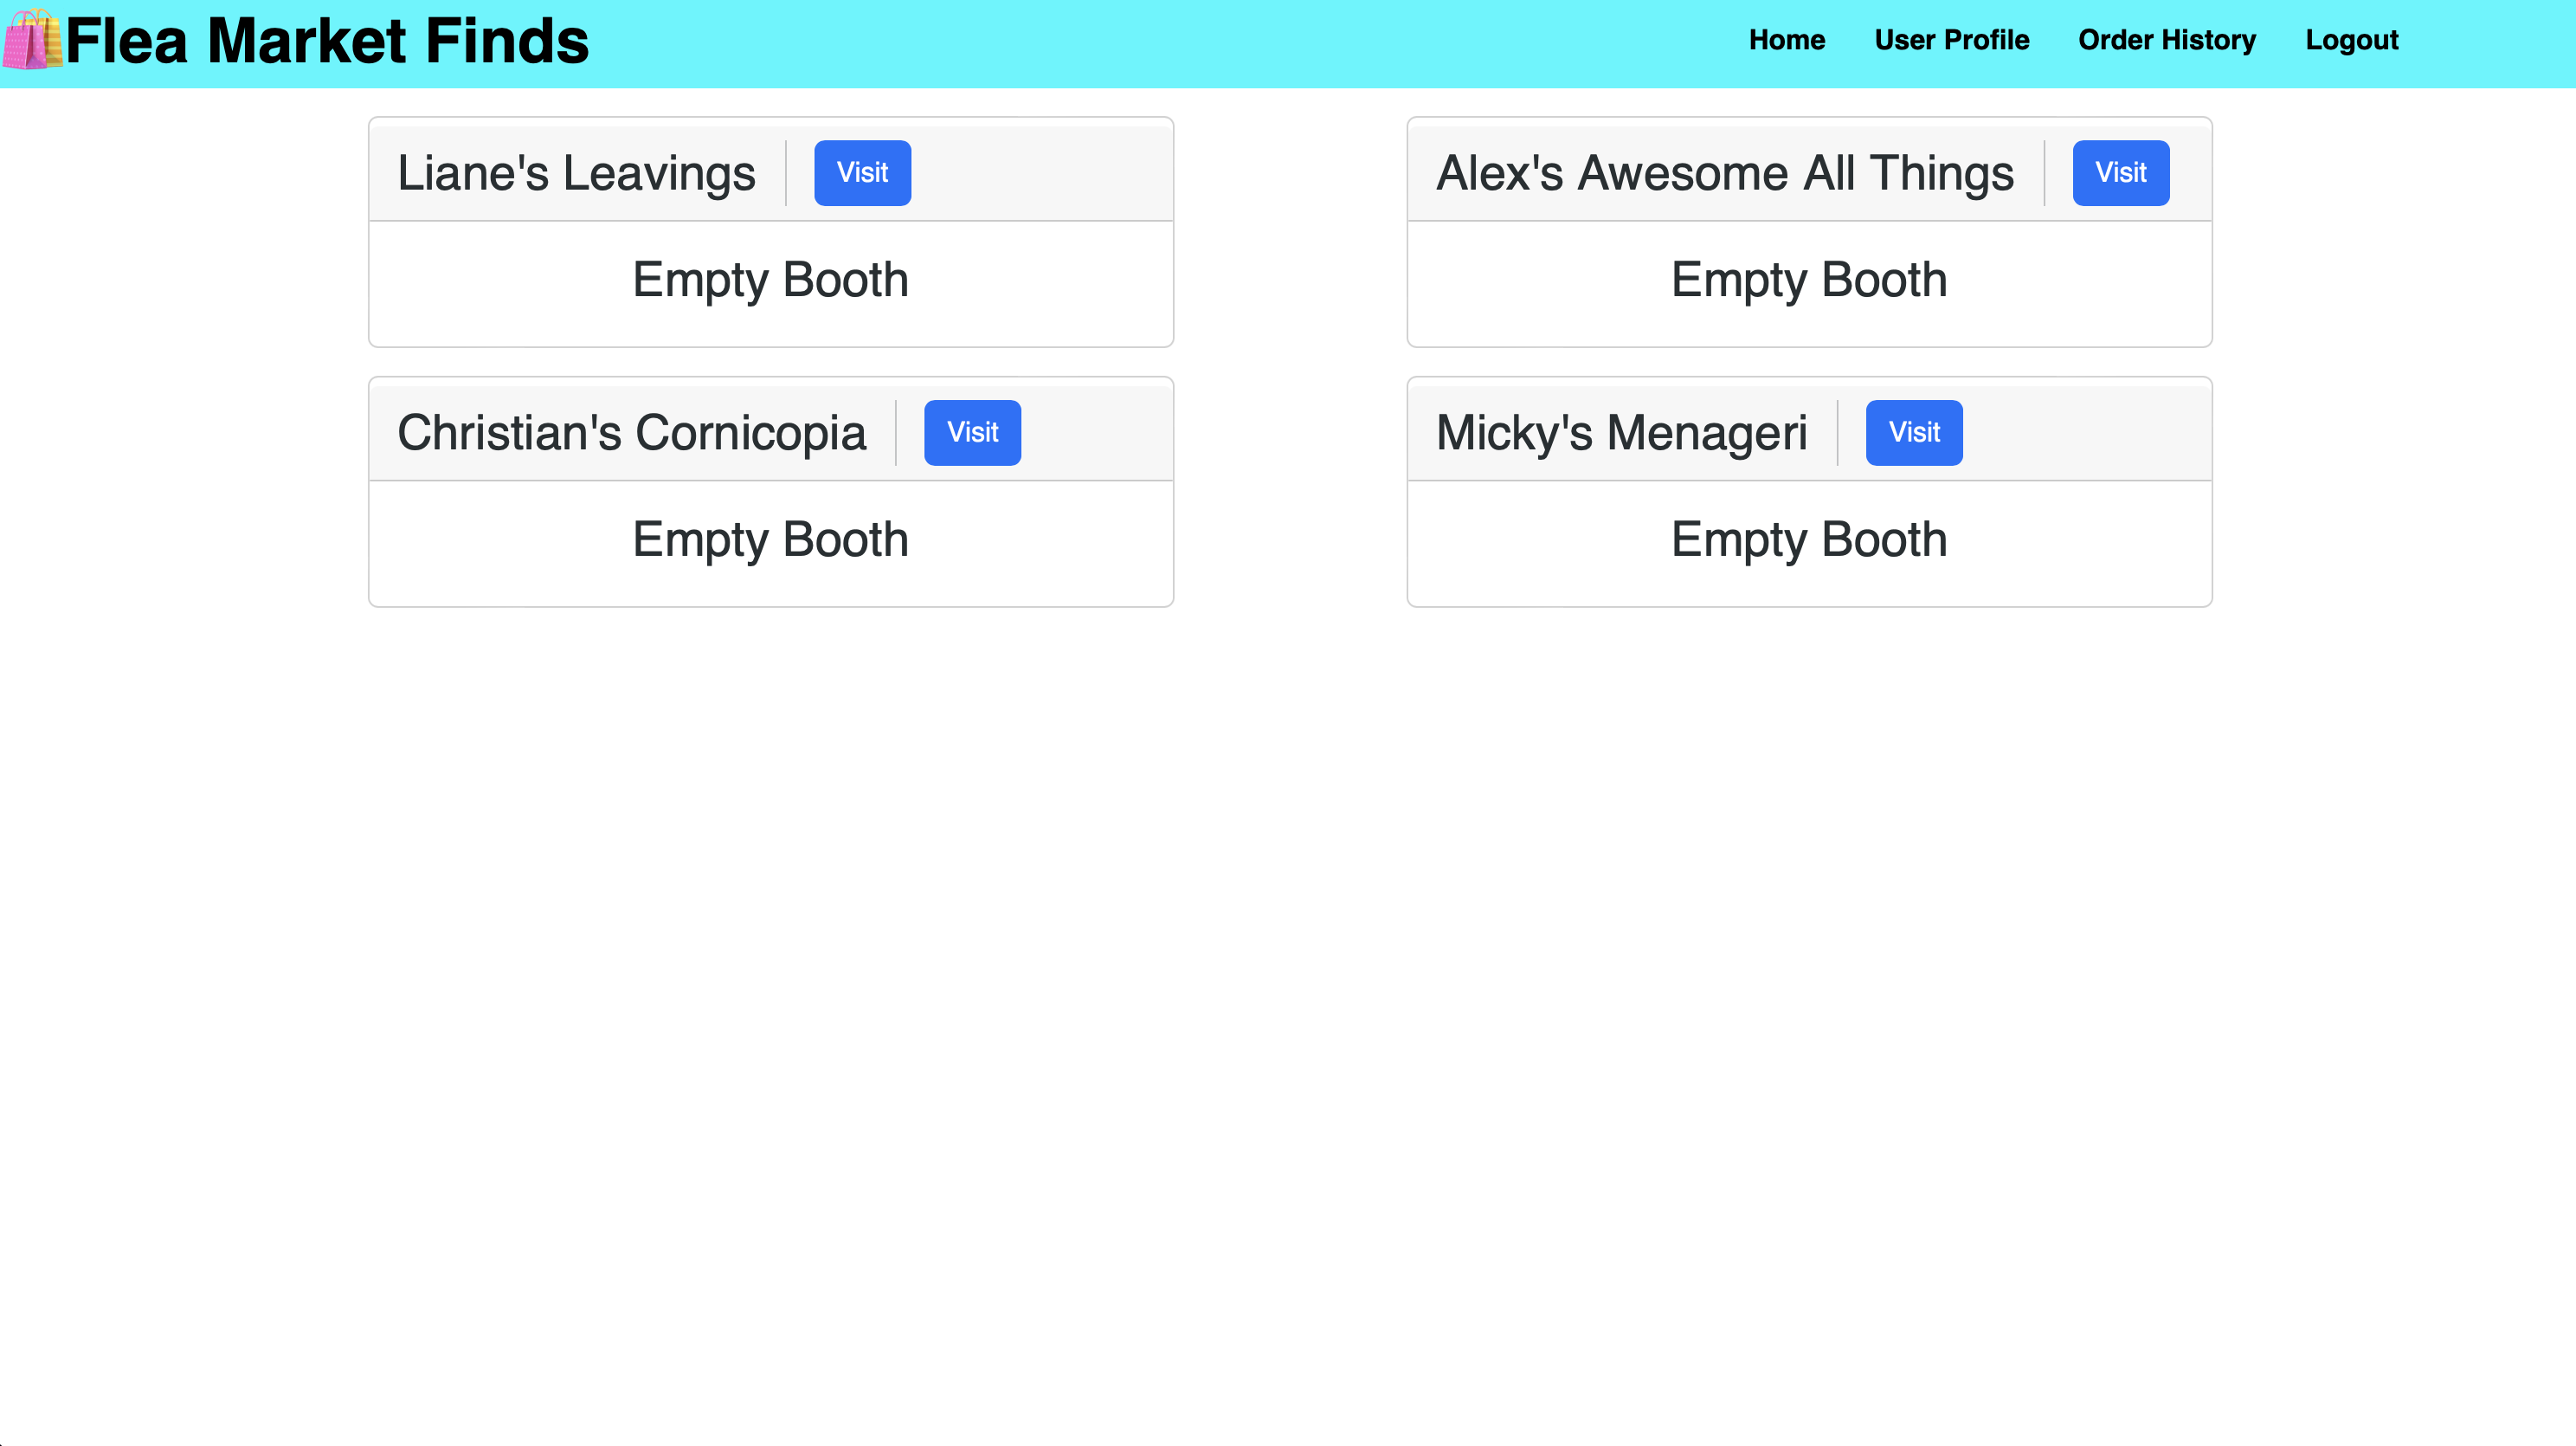 Flea Market Finds
Home User Profile Order History Logout
Liane's Leavings Visit
Empty Booth
Alex's Awesome All Things Visit
Empty Booth
Christian's Cornicopia Visit
Empty Booth
Micky's Menageri Visit
Empty Booth